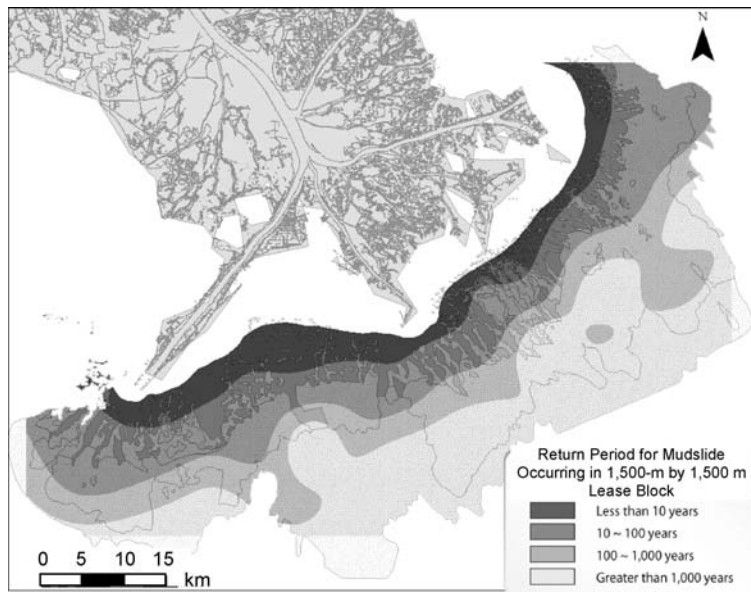 N
Return Period for Mudslide
Occurring in 1,500-m by 1,500 m
Lease Block
Less than 10 years
10 ~ 100 years
100 ~ 1,000 years
Greater than 1,000 years
0 5 10 15
km